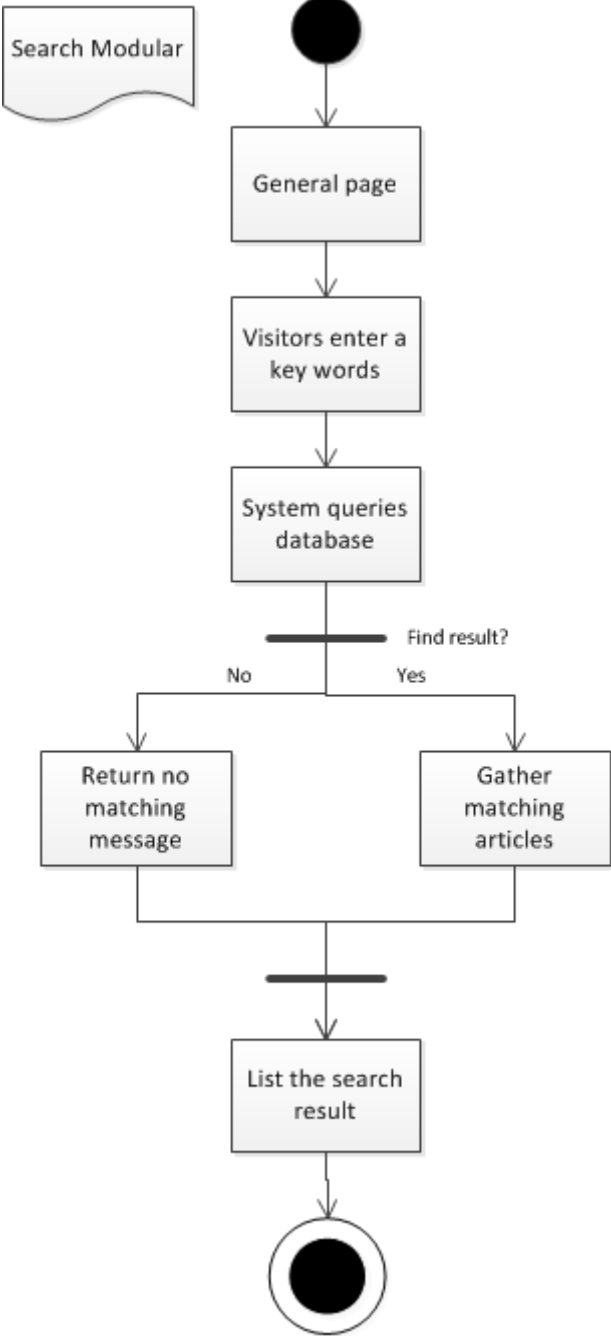 Search Modular
General page
Visitors enter a
key words
System queries
database
Find result?
No
Yes
Return no
matching
message
Gather
matching
articles
List the search
result